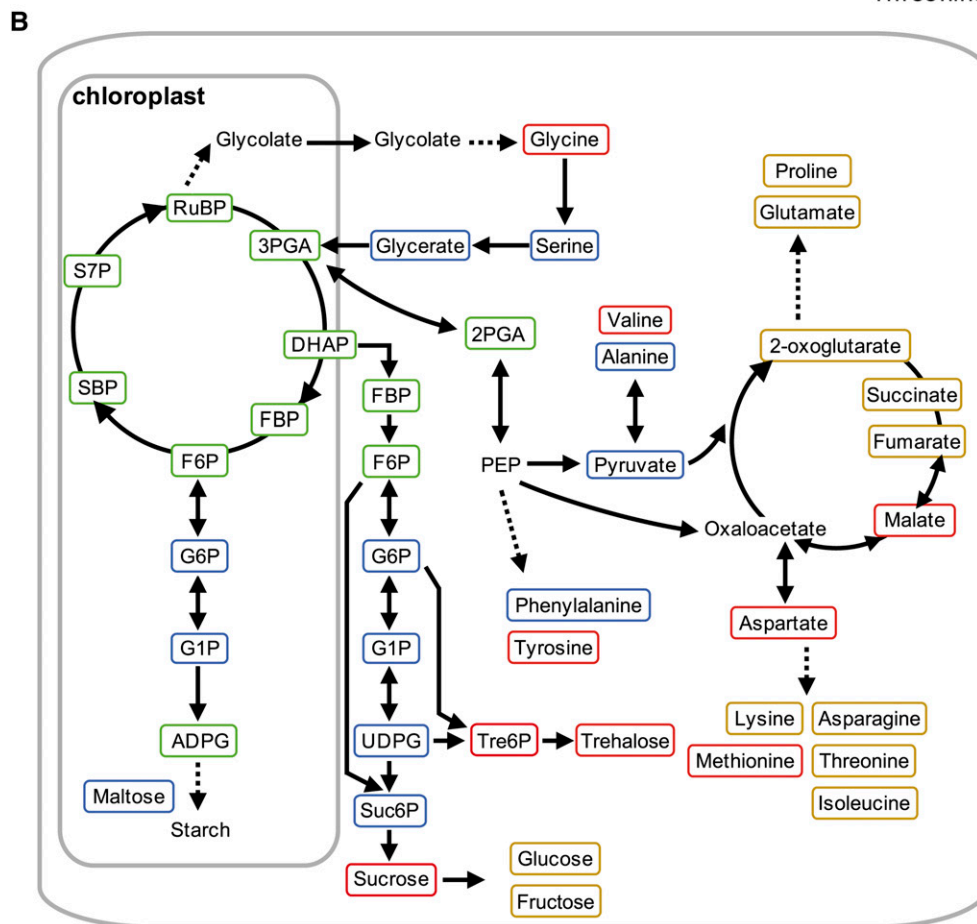 B
chloroplast
Glycolate
Glycolate
Glycine
Proline
Glutamate
RuBP
3PGA
Glycerate
Serine
S7P
2PGA
Valine
Alanine
DHAP
2-oxoglutarate
SBP
FBP
FBP
Succinate
Fumarate
F6P
F6P
PEP
Pyruvate
Malate
Oxaloacetate
G6P
G6P
Phenylalanine
Tyrosine
Aspartate
G1P
G1P
Lysine
Asparagine
ADPG
UDPG
Tre6P
Trehalose
Methionine
Threonine
Maltose
Suc6P
Isoleucine
Starch
Sucrose
Glucose
Fructose